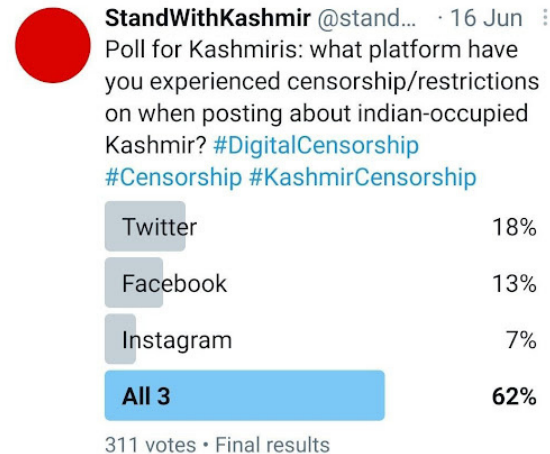 StandWithKashmir @stand... · 16 Jun
Poll for Kashmiris: what platform have
you experienced censorship/restrictions
on when posting about indian-occupied
Kashmir? #DigitalCensorship
#Censorship #KashmirCensorship
Twitter 18%
Facebook 13%
Instagram 7%
All 3 62%
311 votes • Final results